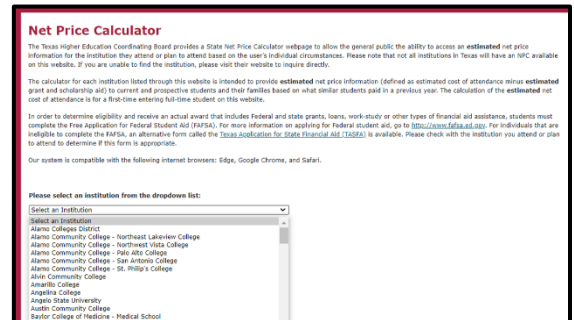 Net Price Calculator
The Texas Higher Education Coordinating Board provides a State Net Price Calculator webpage to allow the general public the ability to access an estimated net price
information for the institution they attend or plan to attend based on the user's individual circumstances. Please note that not all institutions in Texas will have an NPC available
on this website. If you are unable to find the institution, please visit their website to inquire directly.
The calculator for each institution listed through this website is intended to provide estimated net price information (defined as estimated cost of attendance minus estimated
grant and scholarship aid) to current and prospective students and their families based on what similar students paid in a previous year. The calculation of the estimated net
cost of attendance is for a first-time entering full-time student on this website.
In order to determine eligibility and receive an actual award that includes Federal and state grants, loans, work-study or other types of financial aid assistance, students must
complete the Free Application for Federal Student Aid (FAFSA). For more information on applying for Federal student aid, go to http://www.fafsa.ed.gov. For individuals that are
ineligible to complete the FAFSA, an alternative form called the Texas Application for State Financial Aid (TASFA) is available. Please check with the institution you attend or plan
to attend to determine if this form is appropriate.
Our system is compatible with the following internet browsers: Edge, Google Chrome, and Safari.
Please select an institution from the dropdown list:
Select an Institution
Select an Institution
Alamo Colleges District
Alamo Community College - Northeast Lakeview College
Alamo Community College - Northwest Vista College
Alamo Community College - Palo Alto College
Alamo Community College - San Antonio College
Alamo Community College - St. Philip's College
Alvin Community College
Amarillo College
Angelina College
Angelo State University
Austin Community College
Baylor College of Medicine - Medical School